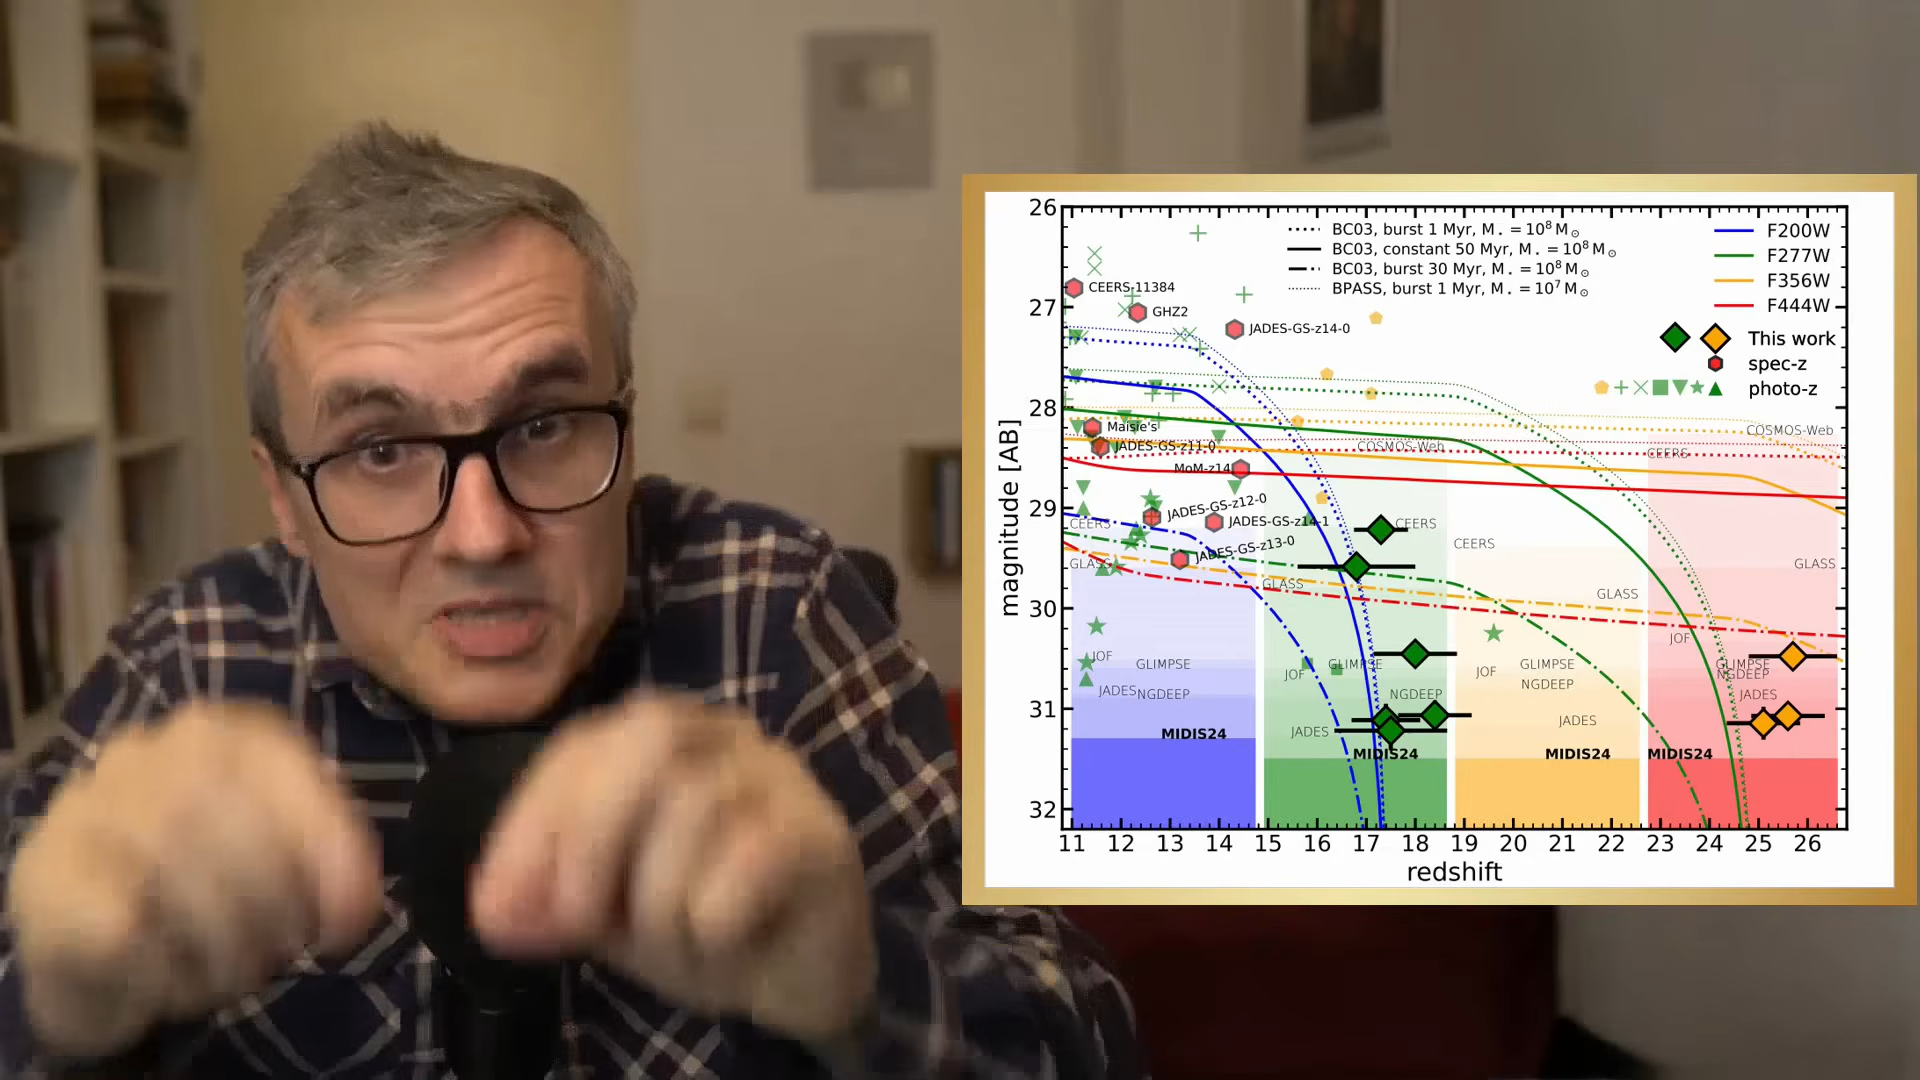 26
27
28
29
30
31
32
magnitude [AB]
BC03, burst 1 Myr, M⋆ = 10⁸ M⊙
BC03, constant 50 Myr, M⋆ = 10⁸ M⊙
BC03, burst 30 Myr, M⋆ = 10⁸ M⊙
BPASS, burst 1 Myr, M⋆ = 10⁷ M⊙
F200W
F277W
F356W
F444W
This work
spec-z
photo-z
CEERS-11384
GHZ2
JADES-GS-z14-0
Maisie's
JADES-GS-z11-0
MoM-z14
JADES-GS-z12-0
JADES-GS-z14-1
JADES-GS-z13-0
COSMOS-Web
COSMOS-Web
CEERS
CEERS
CEERS
CEERS
GLASS
GLASS
GLASS
GLASS
JOF
GLIMPSE
JADES
NGDEEP
MIDIS24
GLIMPSE
JOF
NGDEEP
JADES
MIDIS24
JOF
GLIMPSE
NGDEEP
JADES
MIDIS24
JOF
GLIMPSE
NGDEEP
JADES
MIDIS24
11 12 13 14 15 16 17 18 19 20 21 22 23 24 25 26
redshift